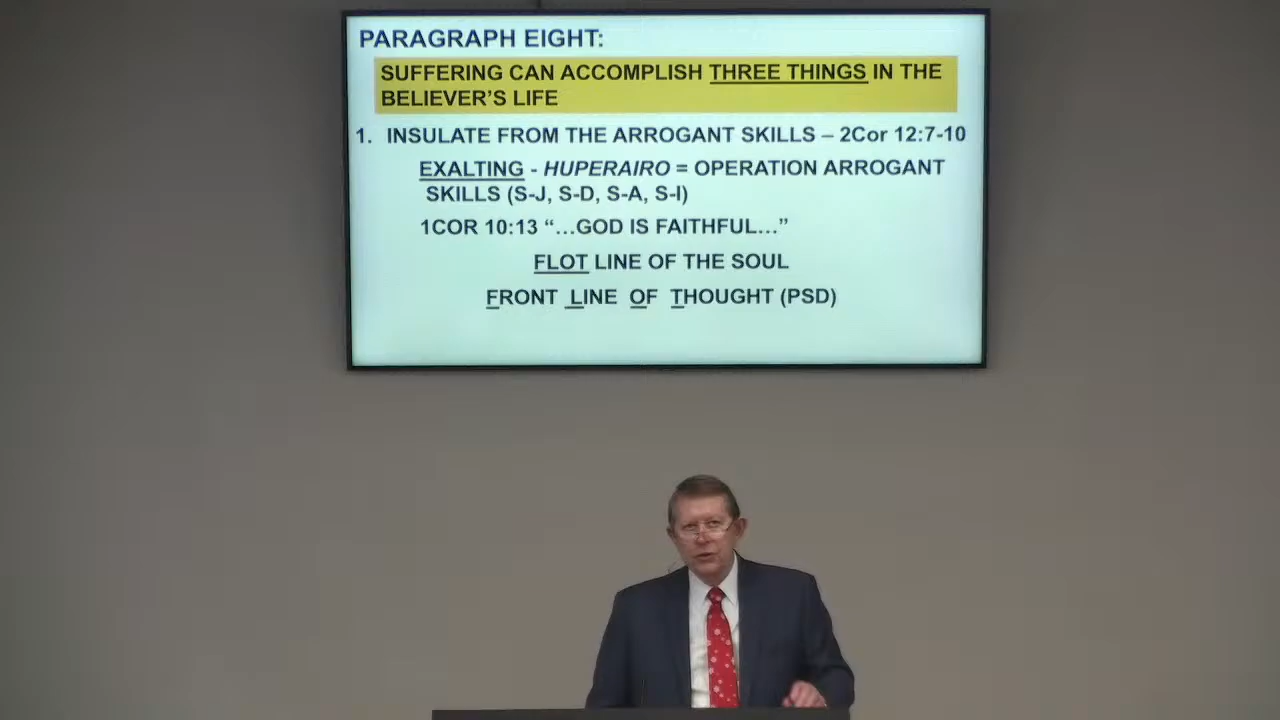 PARAGRAPH EIGHT:
SUFFERING CAN ACCOMPLISH THREE THINGS IN THE
BELIEVER'S LIFE
1. INSULATE FROM THE ARROGANT SKILLS – 2Cor 12:7-10
EXALTING - HUPERAIRO = OPERATION ARROGANT
SKILLS (S-J, S-D, S-A, S-I)
1COR 10:13 “…GOD IS FAITHFUL…”
FLOT LINE OF THE SOUL
FRONT LINE OF THOUGHT (PSD)